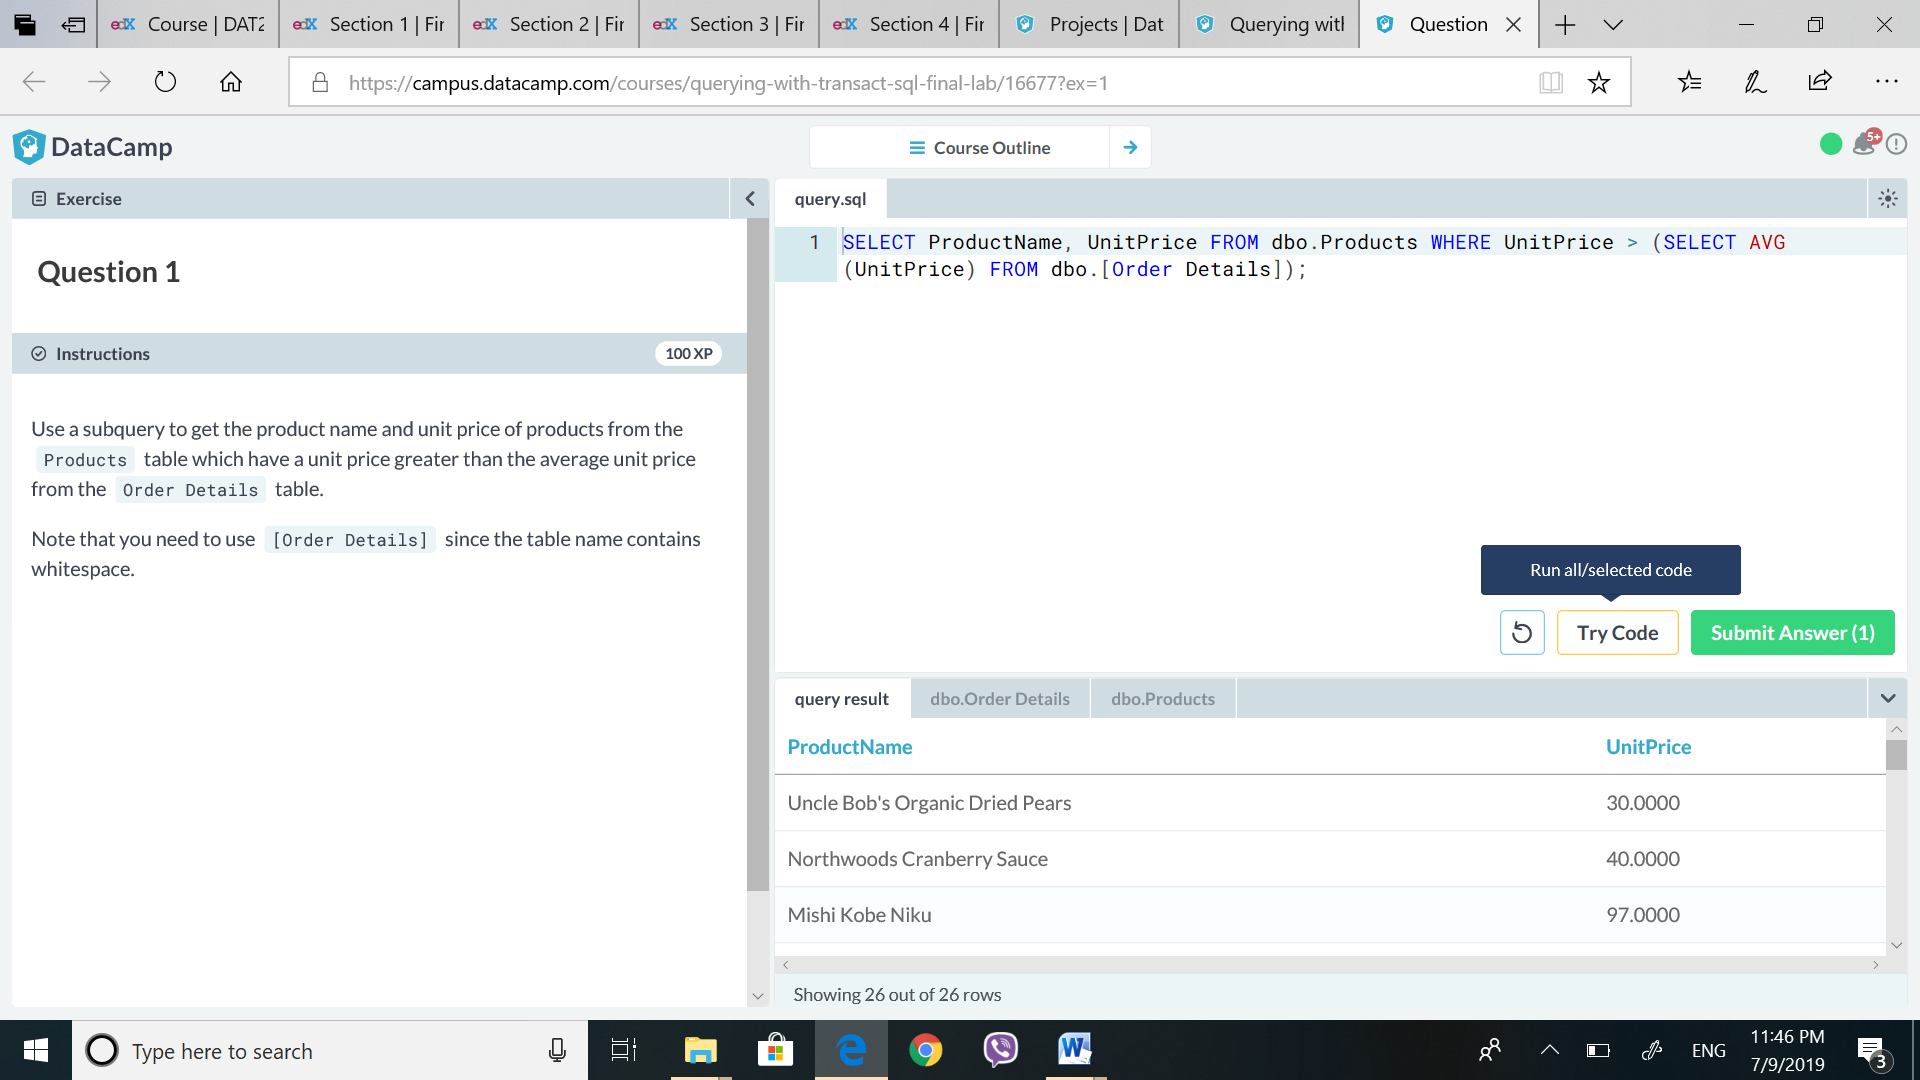 edX Course | DAT2
edX Section 1 | Fir
edX Section 2 | Fir
edX Section 3 | Fir
edX Section 4 | Fir
Projects | Dat
Querying with
Question
https://campus.datacamp.com/courses/querying-with-transact-sql-final-lab/16677?ex=1
DataCamp
Course Outline
5+
Exercise
Question 1
Instructions
100 XP
Use a subquery to get the product name and unit price of products from the
Products table which have a unit price greater than the average unit price
from the Order Details table.
Note that you need to use [Order Details] since the table name contains
whitespace.
query.sql
1 SELECT ProductName, UnitPrice FROM dbo.Products WHERE UnitPrice > (SELECT AVG
(UnitPrice) FROM dbo.[Order Details]);
Run all/selected code
Try Code
Submit Answer (1)
query result
dbo.Order Details
dbo.Products
ProductName UnitPrice
Uncle Bob's Organic Dried Pears 30.0000
Northwoods Cranberry Sauce 40.0000
Mishi Kobe Niku 97.0000
Showing 26 out of 26 rows
Type here to search
ENG
11:46 PM
7/9/2019
3